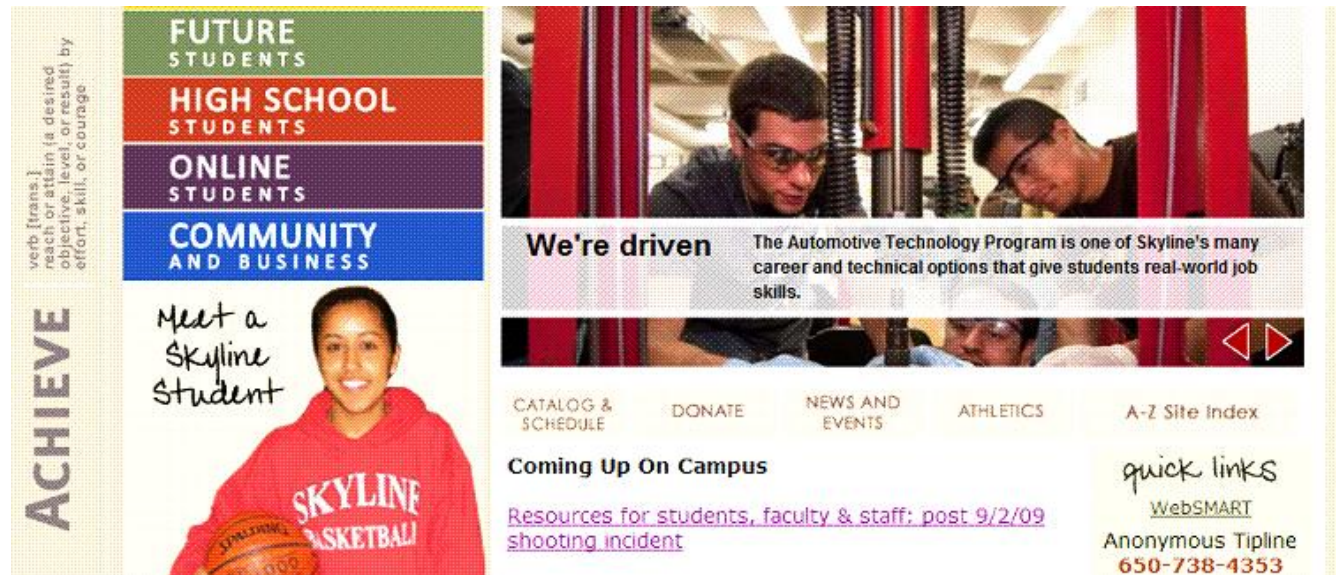 ACHIEVE
verb [trans.]
reach or attain (a desired
objective, level, or result) by
effort, skill, or courage
FUTURE
STUDENTS
HIGH SCHOOL
STUDENTS
ONLINE
STUDENTS
COMMUNITY
AND BUSINESS
Meet a
Skyline
Student
SKYLINE
BASKETBALL
SPALDING
We're driven
The Automotive Technology Program is one of Skyline's many
career and technical options that give students real-world job
skills.
CATALOG &
SCHEDULE
DONATE
NEWS AND
EVENTS
ATHLETICS
A-Z Site Index
Coming Up On Campus
Resources for students, faculty & staff: post 9/2/09
shooting incident
quick links
WebSMART
Anonymous Tipline
650-738-4353